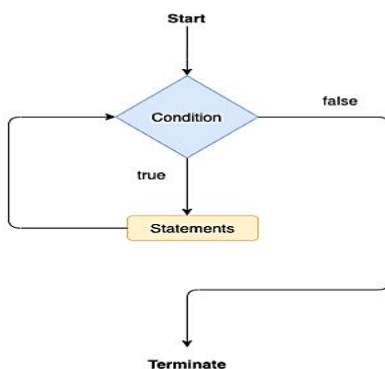 Start
false
Condition
true
Statements
Terminate